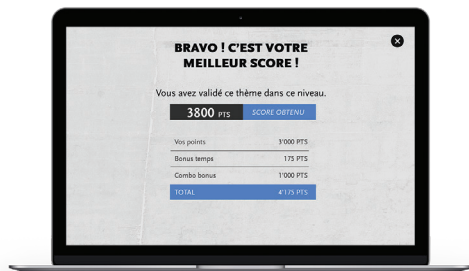 BRAVO ! C'EST VOTRE
MEILLEUR SCORE !
Vous avez validé ce thème dans ce niveau.
3800 PTS SCORE OBTENU
Vos points 3'000 PTS
Bonus temps 175 PTS
Combo bonus 1'000 PTS
TOTAL 4'175 PTS